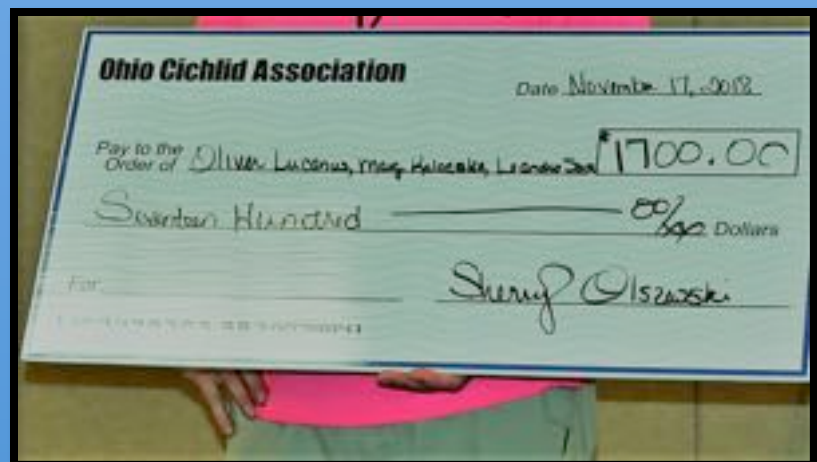 Ohio Cichlid Association
Date November 17, 2018
Pay to the
Order of Oliver Lucanus, Mary
$1700.00
Seventeen Hundred 00/ Dollars
For
Sheryl Olszewski